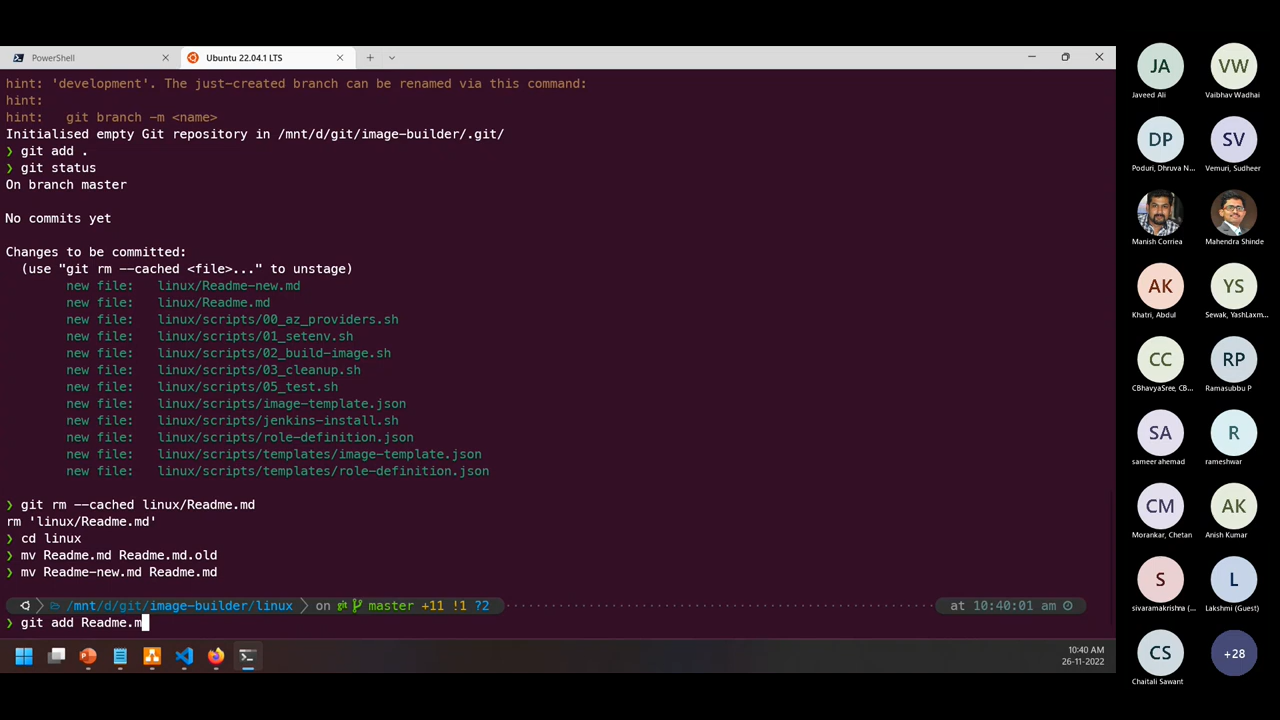 PowerShell
Ubuntu 22.04.1 LTS
hint: 'development'. The just-created branch can be renamed via this command:
hint:
hint:   git branch -m <name>
Initialised empty Git repository in /mnt/d/git/image-builder/.git/
❯ git add .
❯ git status
On branch master
No commits yet
Changes to be committed:
  (use "git rm --cached <file>..." to unstage)
        new file:   linux/Readme-new.md
        new file:   linux/Readme.md
        new file:   linux/scripts/00_az_providers.sh
        new file:   linux/scripts/01_setenv.sh
        new file:   linux/scripts/02_build-image.sh
        new file:   linux/scripts/03_cleanup.sh
        new file:   linux/scripts/05_test.sh
        new file:   linux/scripts/image-template.json
        new file:   linux/scripts/jenkins-install.sh
        new file:   linux/scripts/role-definition.json
        new file:   linux/scripts/templates/image-template.json
        new file:   linux/scripts/templates/role-definition.json
❯ git rm --cached linux/Readme.md
rm 'linux/Readme.md'
❯ cd linux
❯ mv Readme.md Readme.md.old
❯ mv Readme-new.md Readme.md
/mnt/d/git/image-builder/linux on master +11 !1 ?2 at 10:40:01 am
❯ git add Readme.m
10:40 AM
26-11-2022
JA VW
Javeed Ali Vaibhav Wadhai
DP SV
Poduri, Dhruva N... Vemuri, Sudheer
Manish Corriea Mahendra Shinde
AK YS
Khatri, Abdul Sewak, YashLaxm...
CC RP
CBhavyaSree, CB... Ramasubbu P
SA R
sameer ahemad rameshwar
CM AK
Morankar, Chetan Anish Kumar
S L
sivaramakrishna (... Lakshmi (Guest)
CS +28
Chaitali Sawant